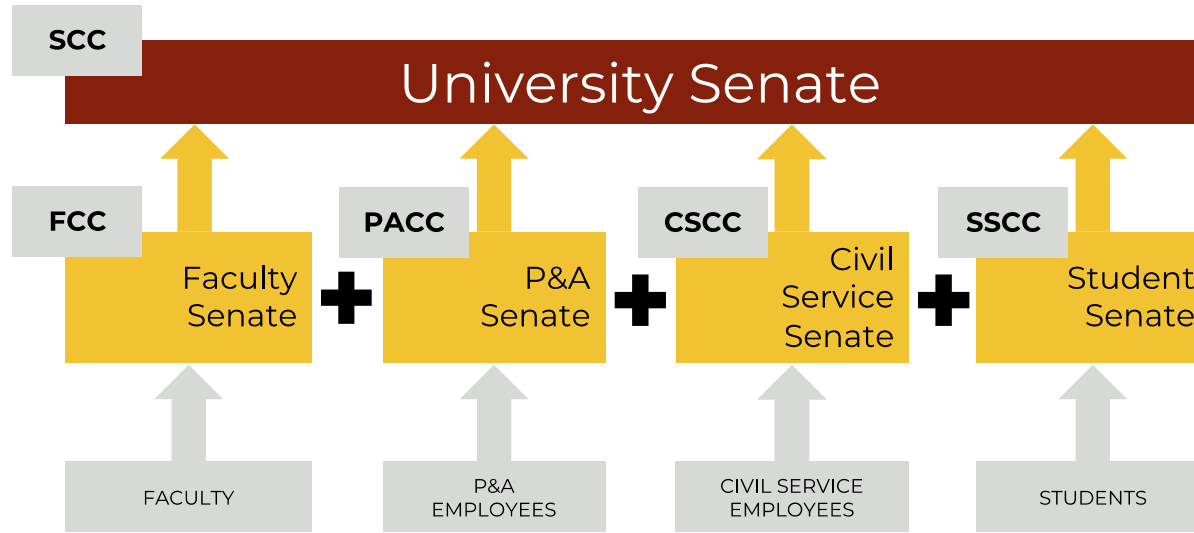 SCC
University Senate
FCC
PACC
CSCC
SSCC
Faculty
Senate
P&A
Senate
Civil
Service
Senate
Student
Senate
FACULTY
P&A
EMPLOYEES
CIVIL SERVICE
EMPLOYEES
STUDENTS